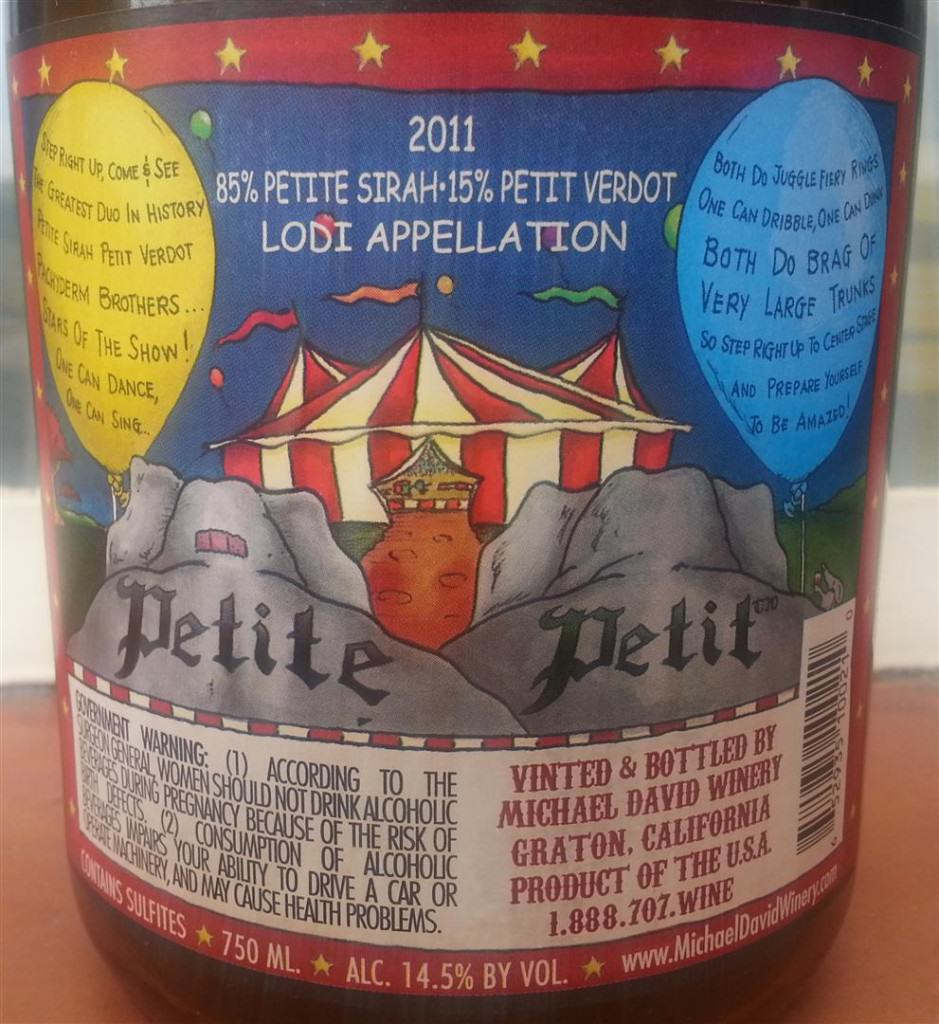 2011
85% PETITE SIRAH•15% PETIT VERDOT
LODI APPELLATION
STEP RIGHT UP, COME & SEE
THE GREATEST DUO IN HISTORY
PETITE SIRAH PETIT VERDOT
PACHYDERM BROTHERS...
STARS OF THE SHOW!
ONE CAN DANCE,
ONE CAN SING...
BOTH DO JUGGLE FIERY RINGS
ONE CAN DRIBBLE, ONE CAN DUNK
BOTH DO BRAG OF
VERY LARGE TRUNKS
SO STEP RIGHT UP TO CENTER-STAGE
AND PREPARE YOURSELF
TO BE AMAZED!
Petite Petit™
GOVERNMENT WARNING: (1) ACCORDING TO THE
SURGEON GENERAL WOMEN SHOULD NOT DRINK ALCOHOLIC
BEVERAGES DURING PREGNANCY BECAUSE OF THE RISK OF
BIRTH DEFECTS. (2) CONSUMPTION OF ALCOHOLIC
BEVERAGES IMPAIRS YOUR ABILITY TO DRIVE A CAR OR
OPERATE MACHINERY, AND MAY CAUSE HEALTH PROBLEMS.
VINTED & BOTTLED BY
MICHAEL DAVID WINERY
GRATON, CALIFORNIA
PRODUCT OF THE U.S.A.
1.888.707.WINE
CONTAINS SULFITES ★ 750 ML. ★ ALC. 14.5% BY VOL. ★ www.MichaelDavidWinery.com